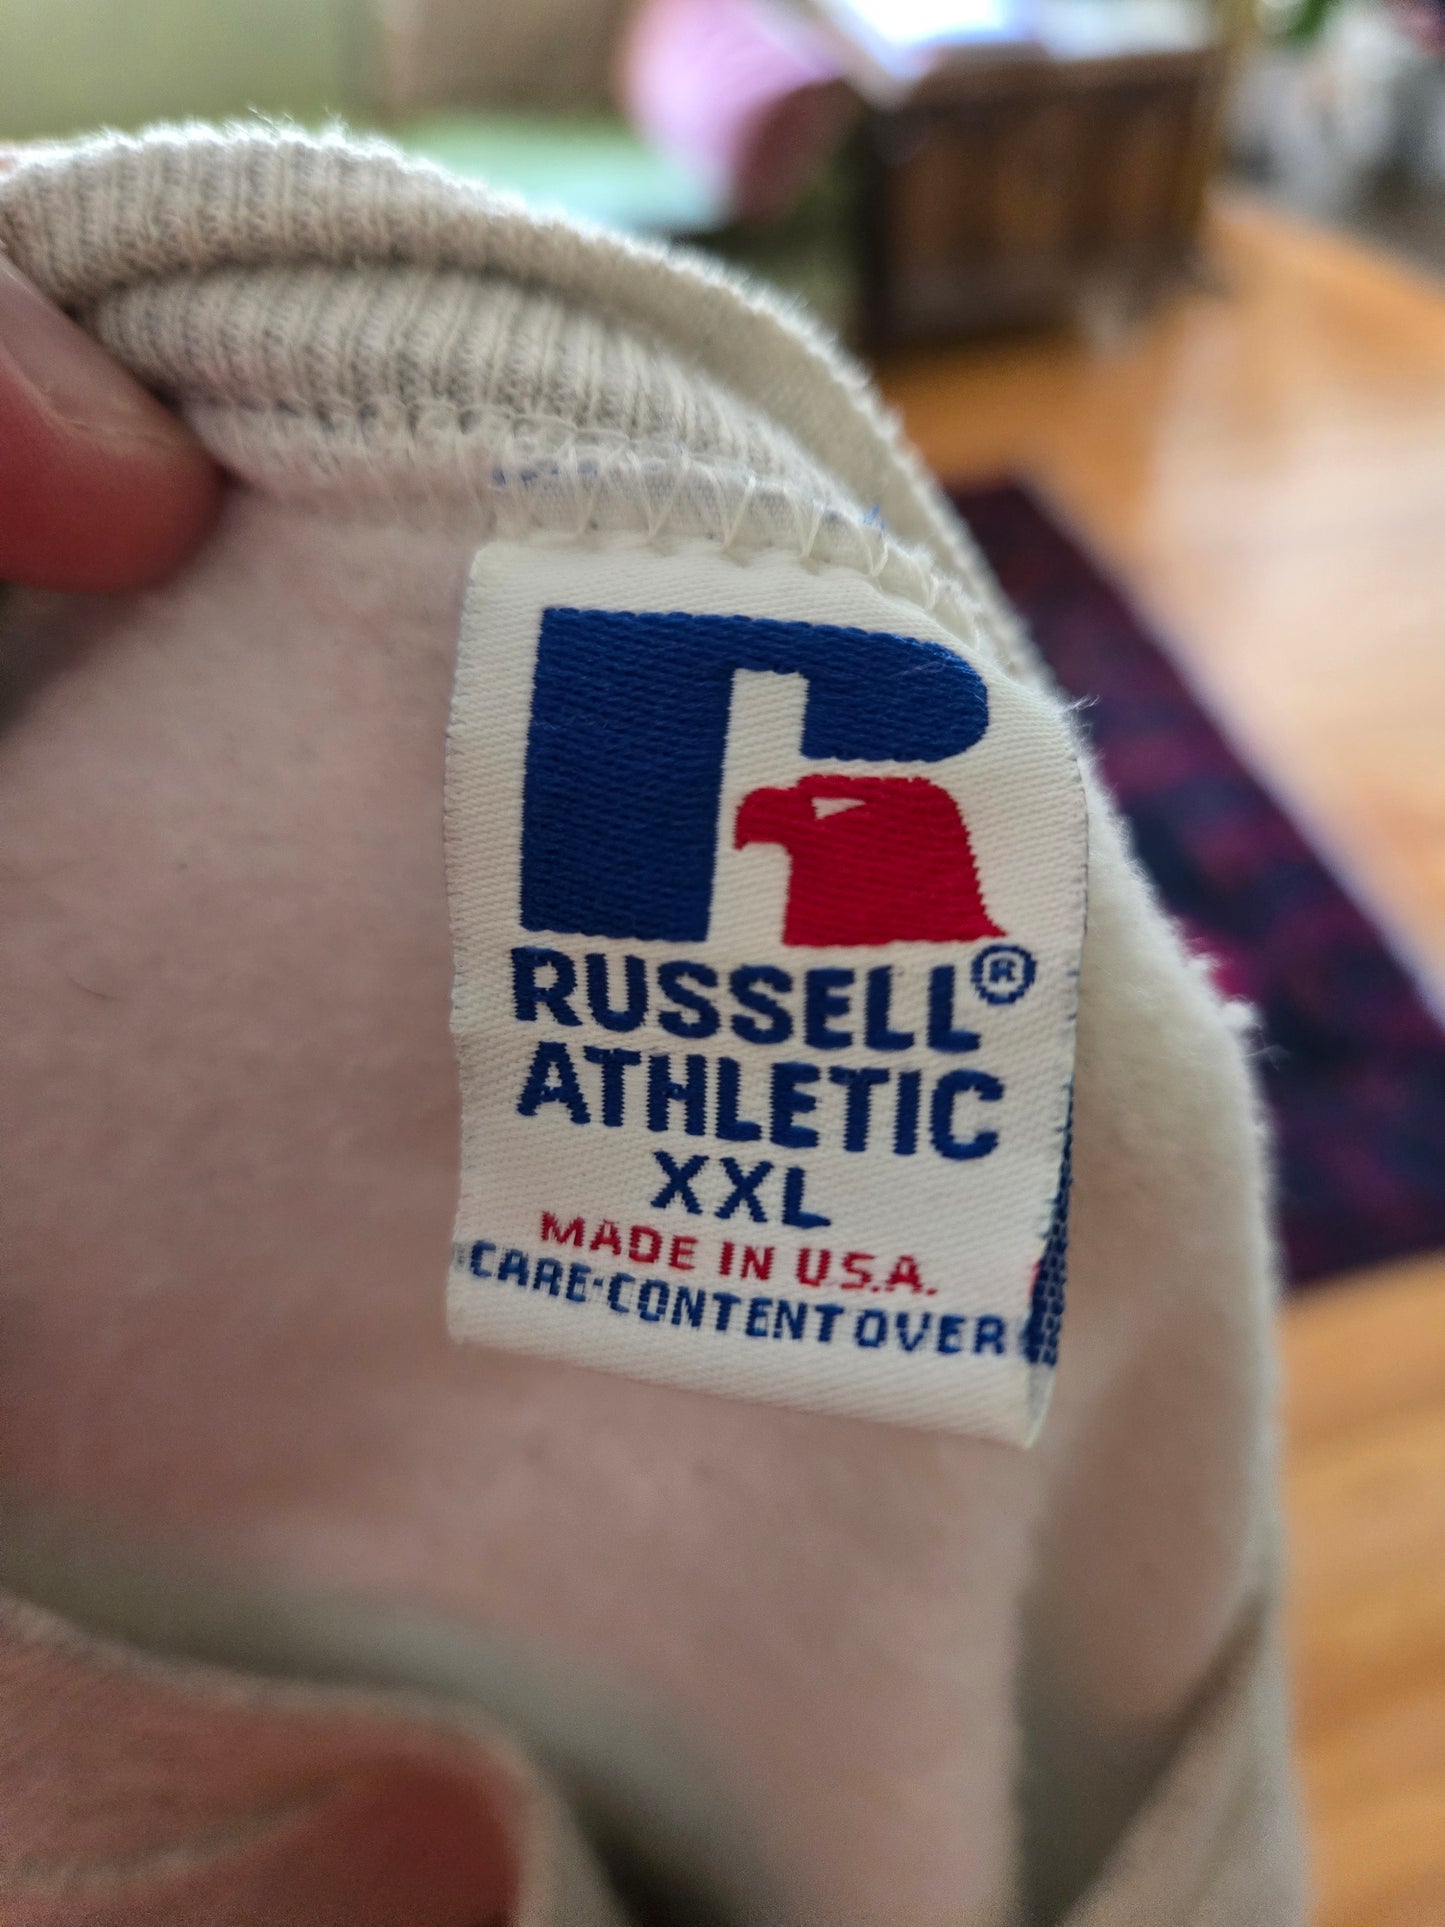 RUSSELL®
ATHLETIC
XXL
MADE IN U.S.A.
CARE·CONTENT OVER